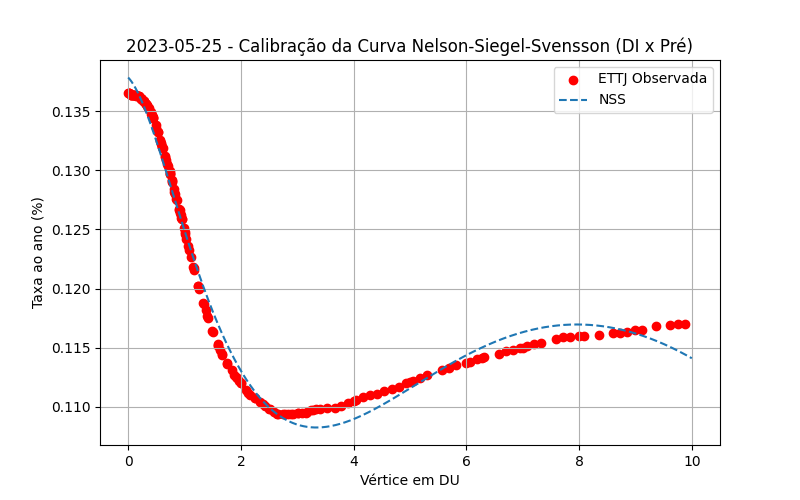 2023-05-25 - Calibração da Curva Nelson-Siegel-Svensson (DI x Pré)
ETTJ Observada
NSS
Taxa ao ano (%)
0.135
0.130
0.125
0.120
0.115
0.110
0 2 4 6 8 10
Vértice em DU